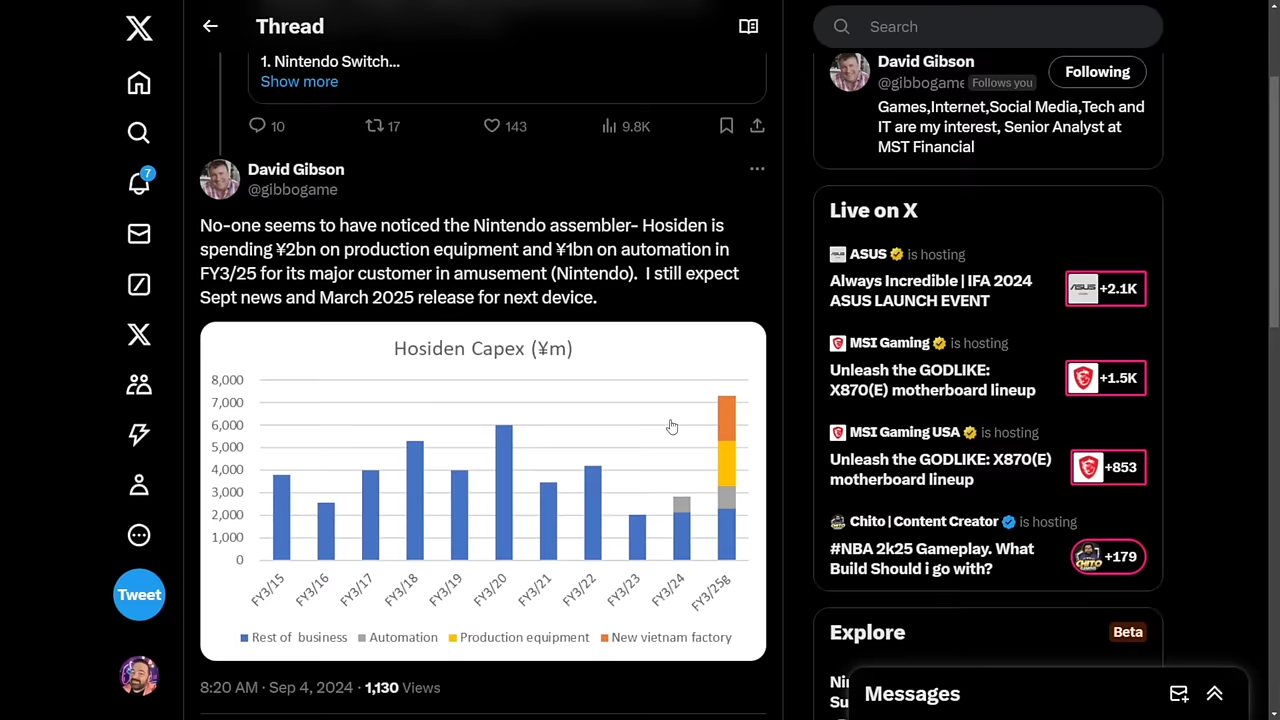 Thread
1. Nintendo Switch...
Show more
10
17
143
9.8K
David Gibson
@gibbogame
No-one seems to have noticed the Nintendo assembler- Hosiden is
spending ¥2bn on production equipment and ¥1bn on automation in
FY3/25 for its major customer in amusement (Nintendo). I still expect
Sept news and March 2025 release for next device.
Hosiden Capex (¥m)
8,000
7,000
6,000
5,000
4,000
3,000
2,000
1,000
0
FY3/15
FY3/16
FY3/17
FY3/18
FY3/19
FY3/20
FY3/21
FY3/22
FY3/23
FY3/24
FY3/25g
Rest of business
Automation
Production equipment
New vietnam factory
8:20 AM · Sep 4, 2024 · 1,130 Views
7
Tweet
Search
David Gibson
@gibbogame Follows you
Following
Games,Internet,Social Media,Tech and
IT are my interest, Senior Analyst at
MST Financial
Live on X
ASUS is hosting
Always Incredible | IFA 2024
ASUS LAUNCH EVENT
+2.1K
MSI Gaming is hosting
Unleash the GODLIKE:
X870(E) motherboard lineup
+1.5K
MSI Gaming USA is hosting
Unleash the GODLIKE: X870(E)
motherboard lineup
+853
Chito | Content Creator is hosting
#NBA 2k25 Gameplay. What
Build Should i go with?
+179
Explore
Beta
Messages